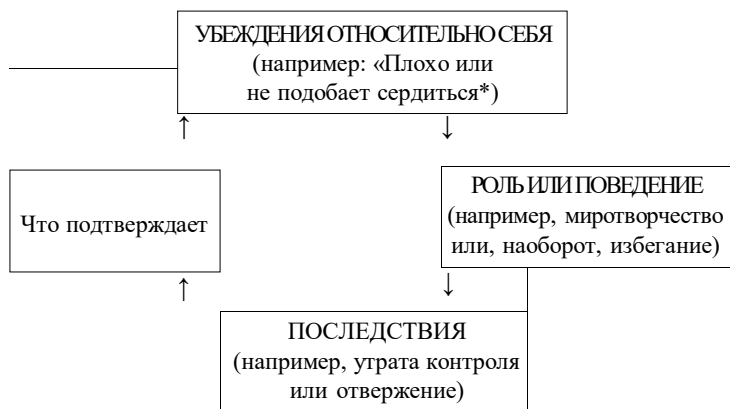 УБЕЖДЕНИЯ ОТНОСИТЕЛЬНО СЕБЯ
(например: «Плохо или
не подобает сердиться*)
↑ ↓
Что подтверждает
РОЛЬ ИЛИ ПОВЕДЕНИЕ
(например, миротворчество
или, наоборот, избегание)
↑ ↓
ПОСЛЕДСТВИЯ
(например, утрата контроля
или отвержение)